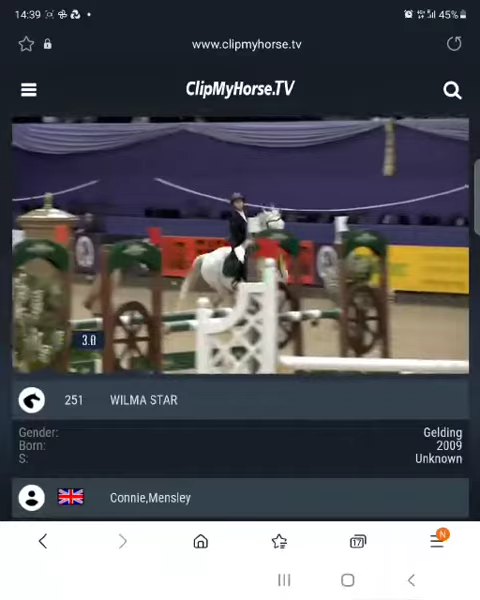 14:39 45%
www.clipmyhorse.tv
ClipMyHorse.TV
3.0
251 WILMA STAR
Gender: Gelding
Born: 2009
S: Unknown
Connie,Mensley
17
N